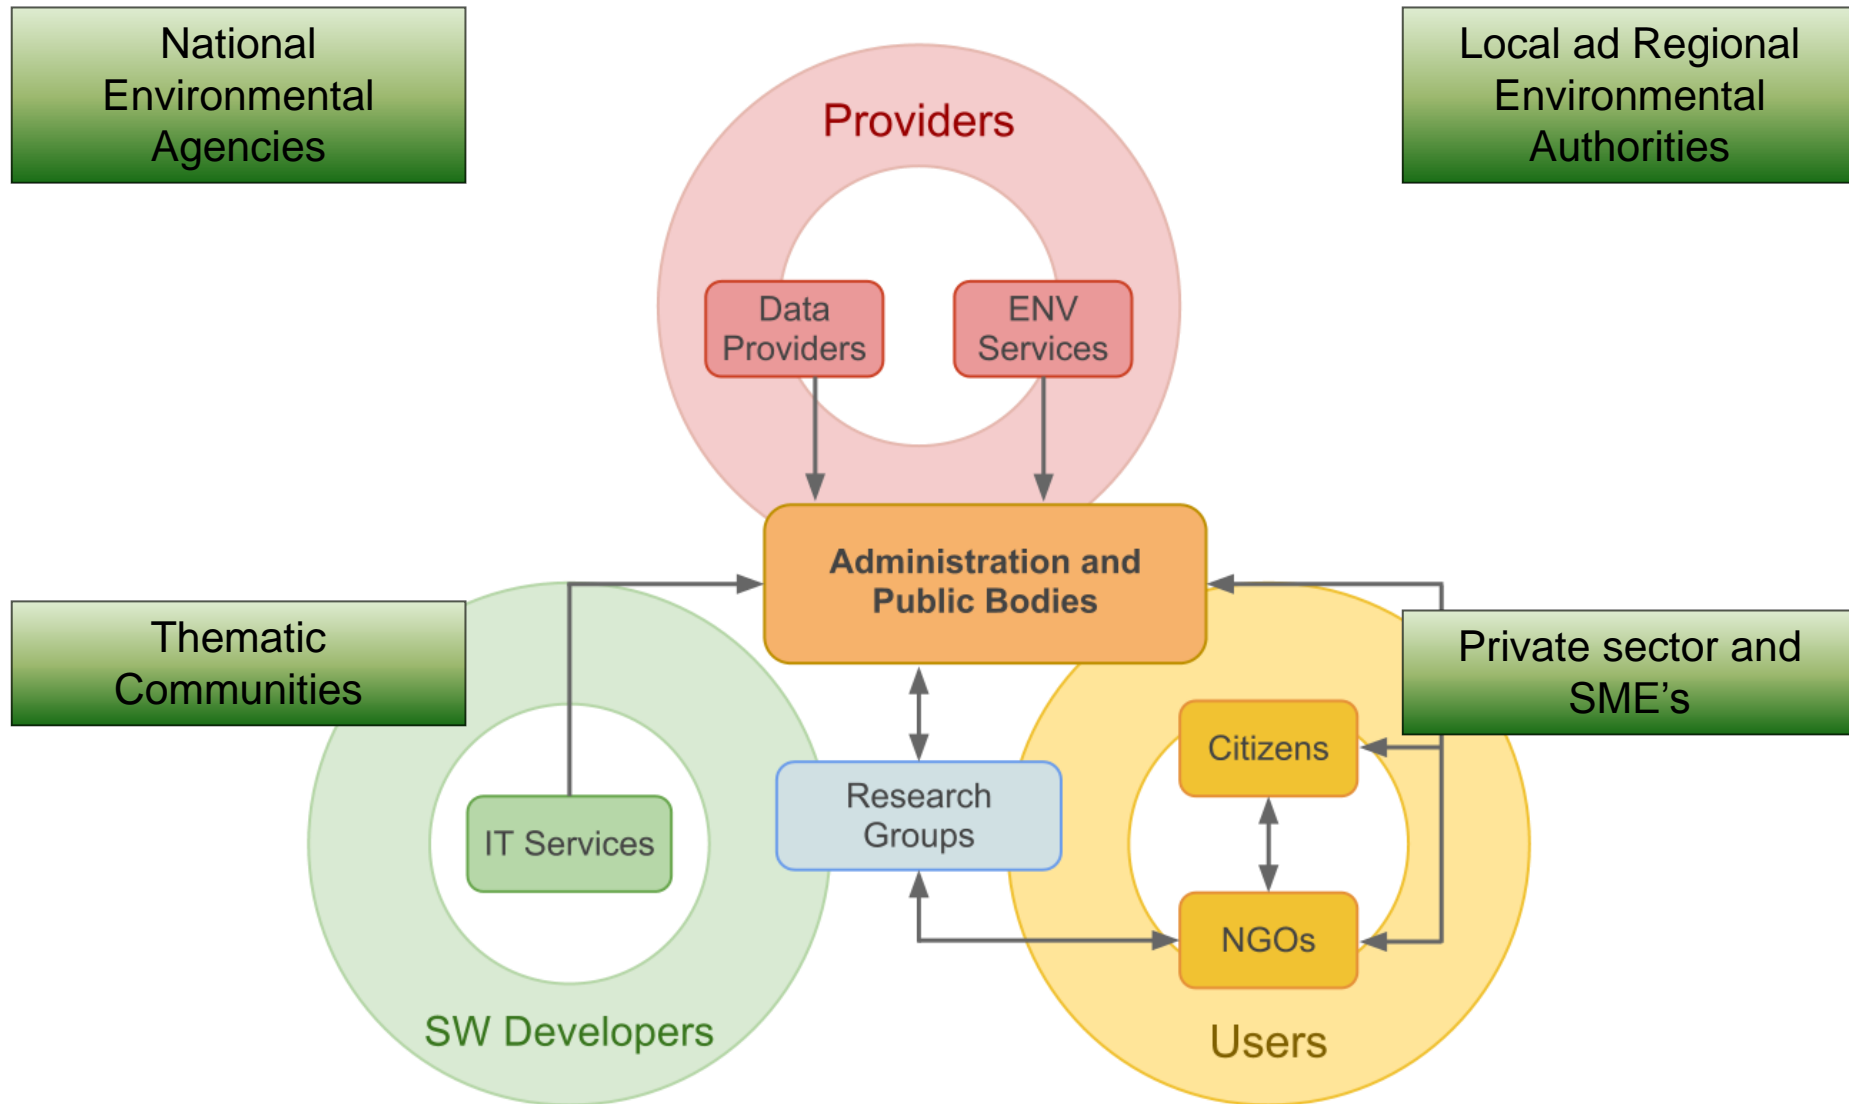 National
Environmental
Agencies
Local ad Regional
Environmental
Authorities
Providers
Data
Providers
ENV
Services
Administration and
Public Bodies
Thematic
Communities
Private sector and
SME’s
Citizens
Research
Groups
IT Services
NGOs
SW Developers
Users